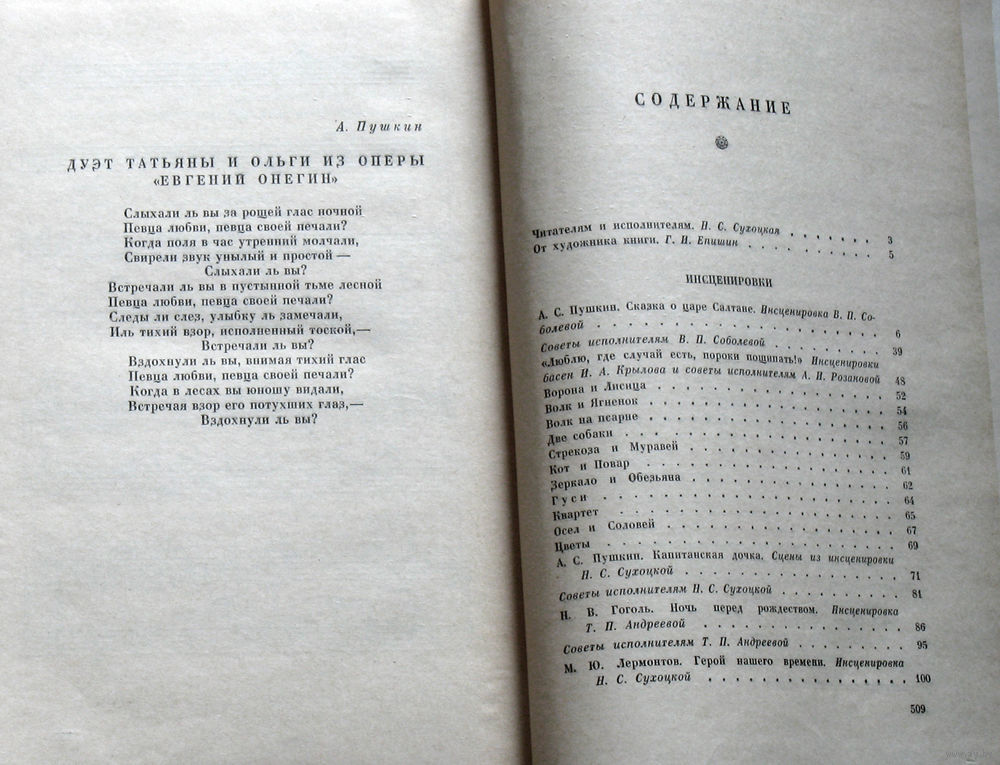 А. Пушкин
ДУЭТ ТАТЬЯНЫ И ОЛЬГИ ИЗ ОПЕРЫ
«ЕВГЕНИЙ ОНЕГИН»
Слыхали ль вы за рощей глас ночной
Певца любви, певца своей печали?
Когда поля в час утренний молчали,
Свирели звук унылый и простой —
Слыхали ль вы?
Встречали ль вы в пустынной тьме лесной
Певца любви, певца своей печали?
Следы ли слез, улыбку ль замечали,
Иль тихий взор, исполненный тоской,—
Встречали ль вы?
Вздохнули ль вы, внимая тихий глас
Певца любви, певца своей печали?
Когда в лесах вы юношу видали,
Встречая взор его потухших глаз,—
Вздохнули ль вы?
СОДЕРЖАНИЕ
Читателям и исполнителям. Н. С. Сухоцкая . . . . . . 3
От художника книги. Г. И. Епишин . . . . . . . 5
ИНСЦЕНИРОВКИ
А. С. Пушкин. Сказка о царе Салтане. Инсценировка В. П. Со-
болевой . . . . . . . . . . . . . . . . . 6
Советы исполнителям В. П. Соболевой . . . . . . . . 39
«Люблю, где случай есть, пороки пощипать!» Инсценировки
басен И. А. Крылова и советы исполнителям А. И. Розановой 48
Ворона и Лисица . . . . . . . . . . . . . . 52
Волк и Ягненок . . . . . . . . . . . . . . 54
Волк на псарне . . . . . . . . . . . . . . 56
Две собаки . . . . . . . . . . . . . . . 57
Стрекоза и Муравей . . . . . . . . . . . . . 59
Кот и Повар . . . . . . . . . . . . . . . 61
Зеркало и Обезьяна . . . . . . . . . . . . . 62
Гуси . . . . . . . . . . . . . . . . . 64
Квартет . . . . . . . . . . . . . . . . 65
Осел и Соловей . . . . . . . . . . . . . . 67
Цветы . . . . . . . . . . . . . . . . . 69
А. С. Пушкин. Капитанская дочка. Сцены из инсценировки
Н. С. Сухоцкой . . . . . . . . . . . . . . 71
Советы исполнителям Н. С. Сухоцкой . . . . . . . . 81
Н. В. Гоголь. Ночь перед рождеством. Инсценировка
Т. П. Андреевой . . . . . . . . . . . . . . 86
Советы исполнителям Т. П. Андреевой . . . . . . . . 95
М. Ю. Лермонтов. Герой нашего времени. Инсценировка
Н. С. Сухоцкой . . . . . . . . . . . . . . 100
509